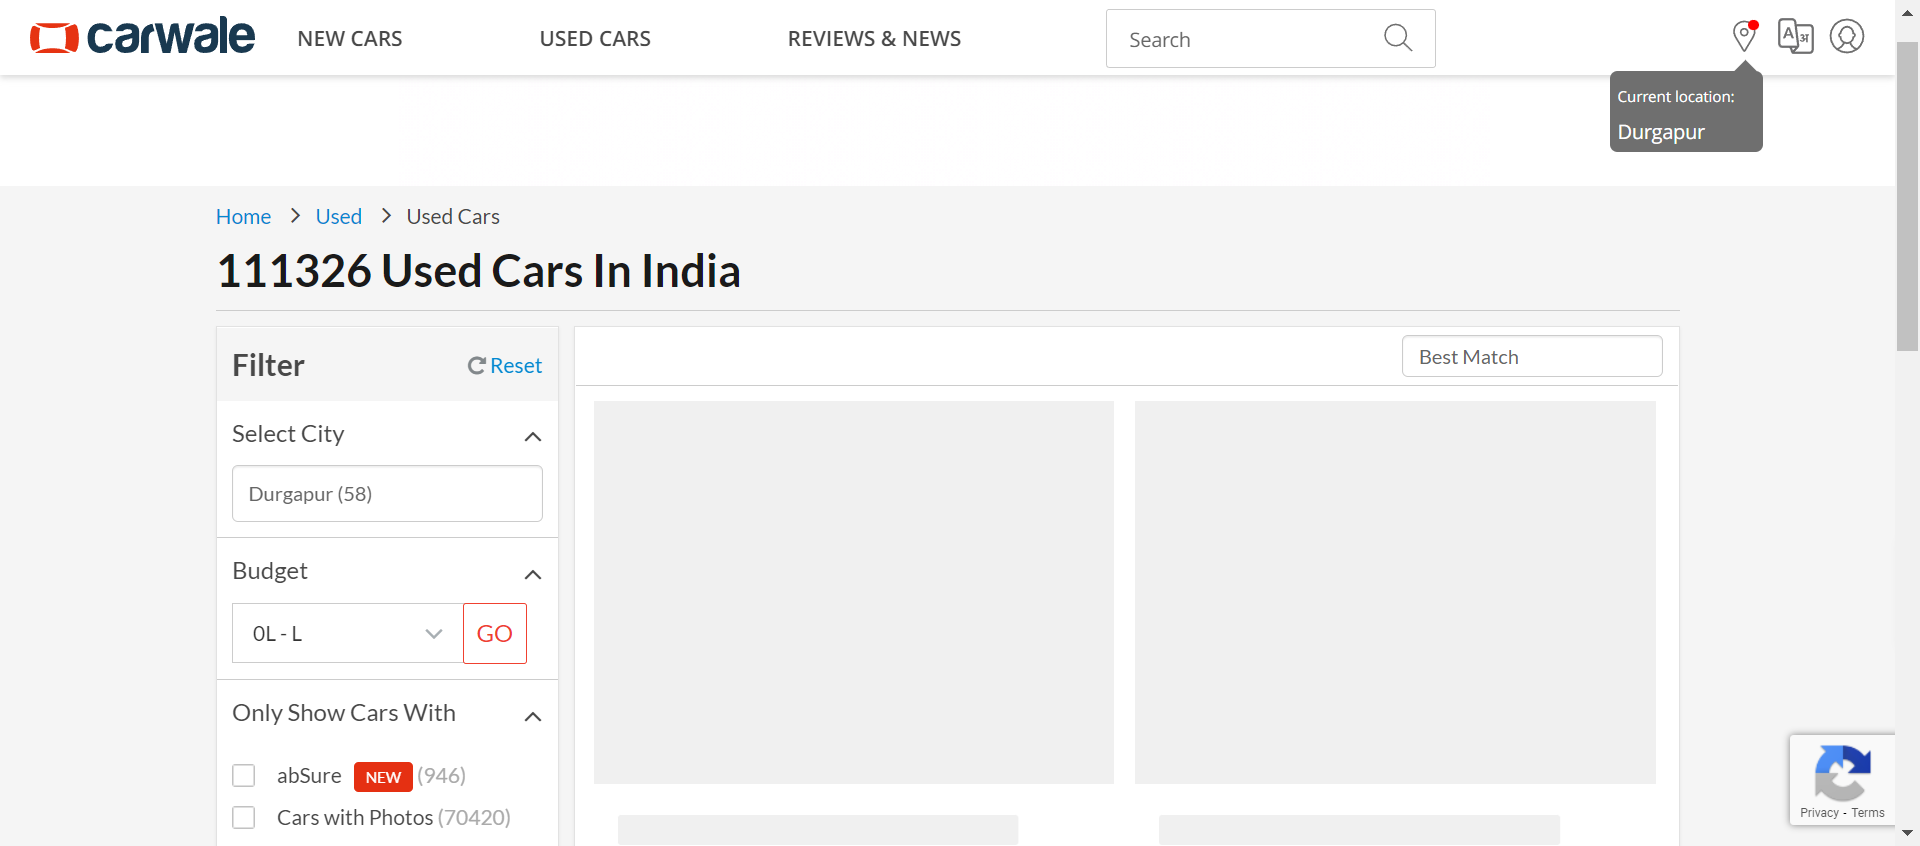 carwale
NEW CARS
USED CARS
REVIEWS & NEWS
Search
A अ
Current location:
Durgapur
Home > Used > Used Cars
111326 Used Cars In India
Filter
Reset
Best Match
Select City
Durgapur (58)
Budget
0L - L
GO
Only Show Cars With
abSure NEW (946)
Cars with Photos (70420)
Privacy - Terms